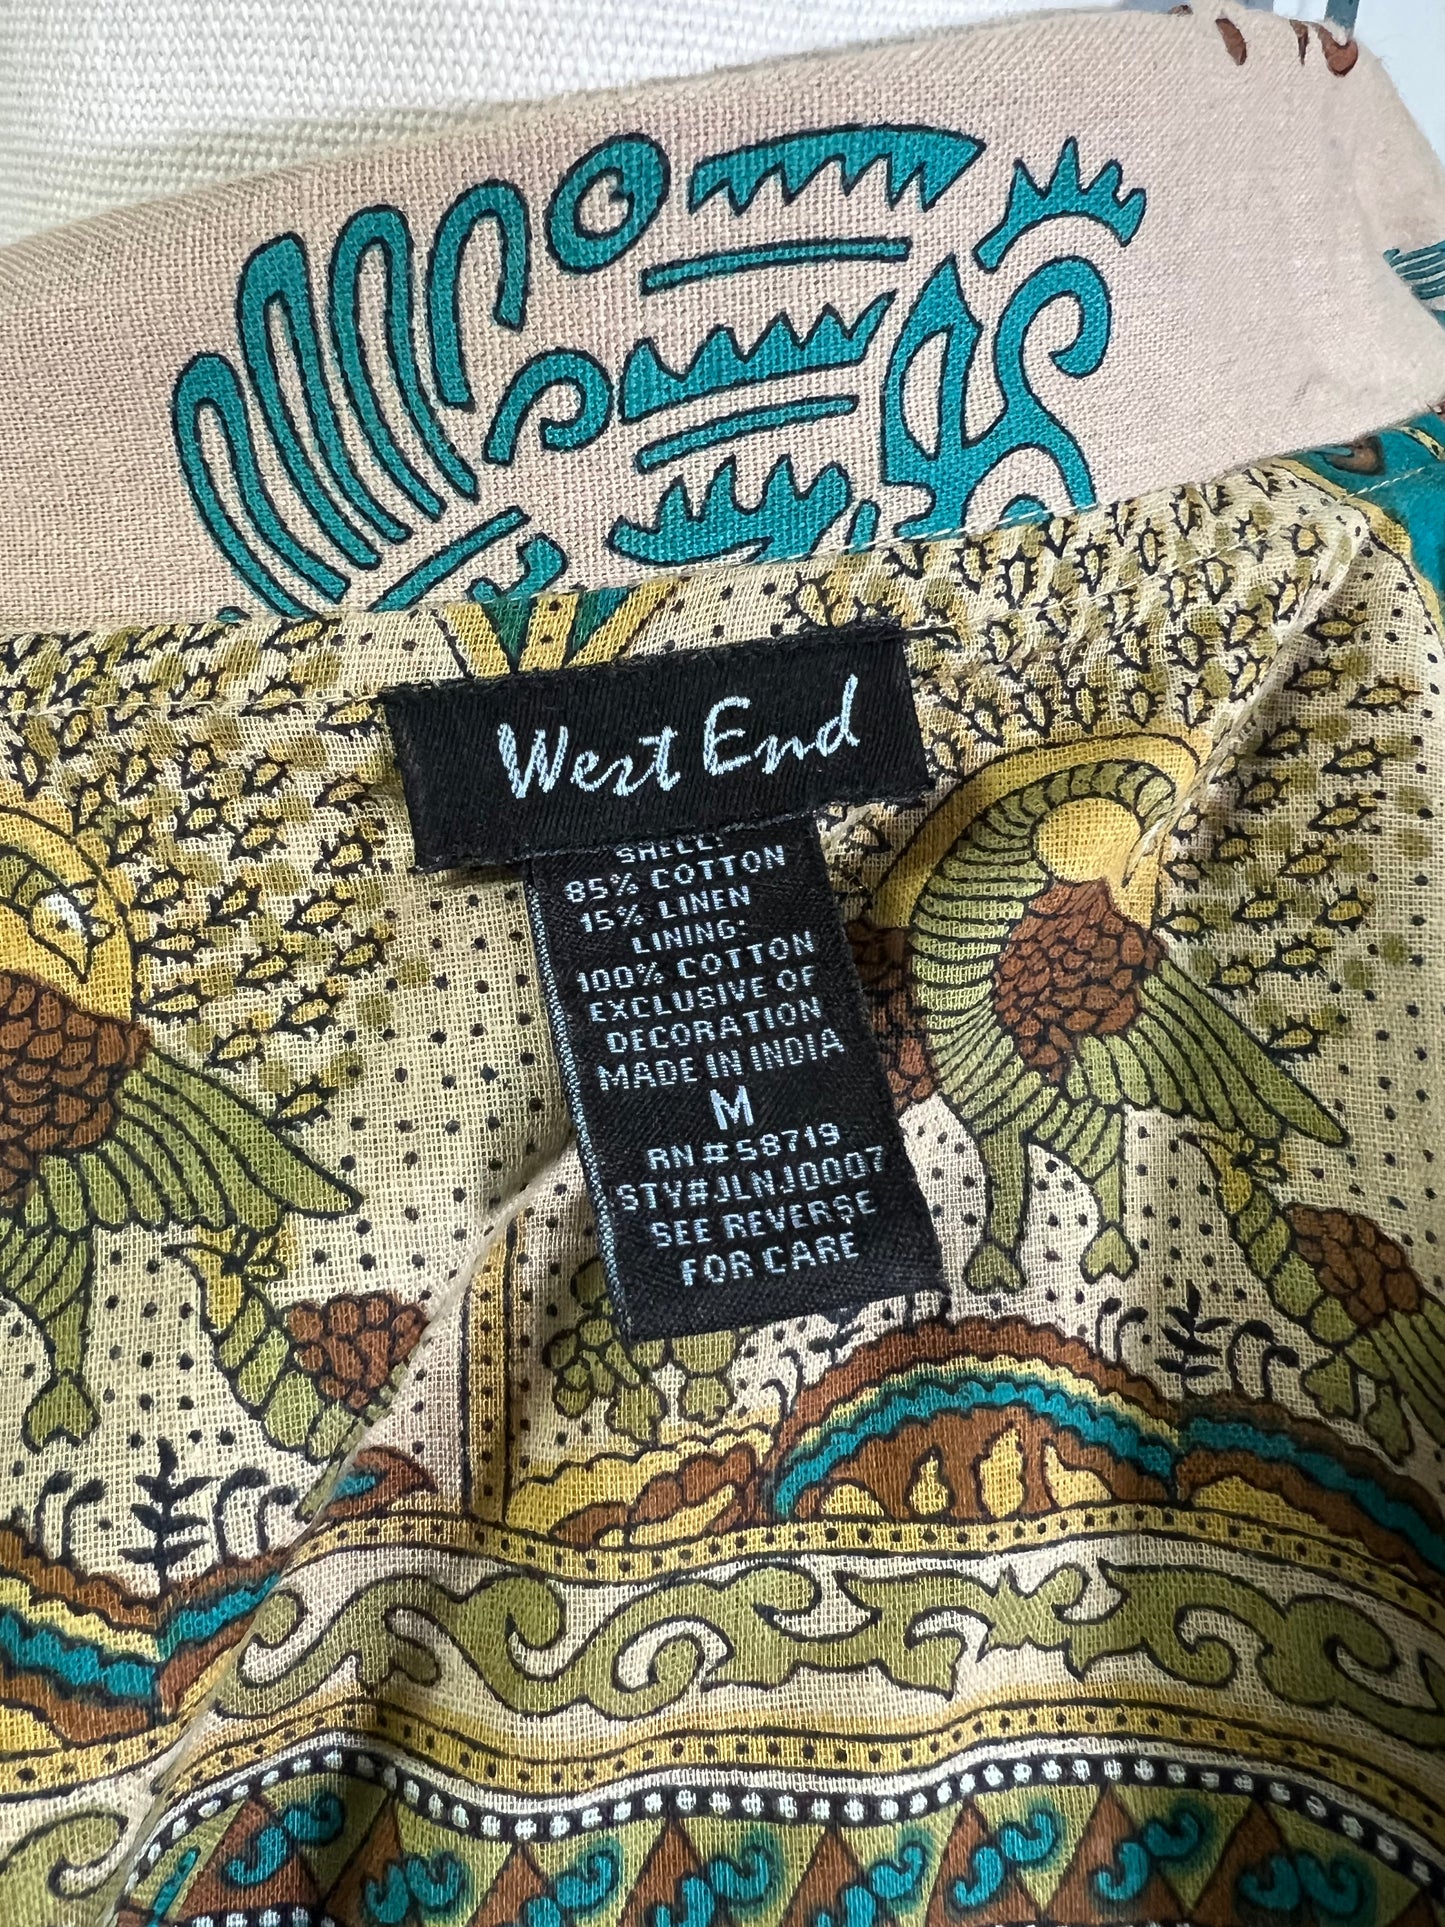 West End
SHELL:
85% COTTON
15% LINEN
LINING:
100% COTTON
EXCLUSIVE OF
DECORATION
MADE IN INDIA
M
RN#58719
STY#JLNJ0007
SEE REVERSE
FOR CARE